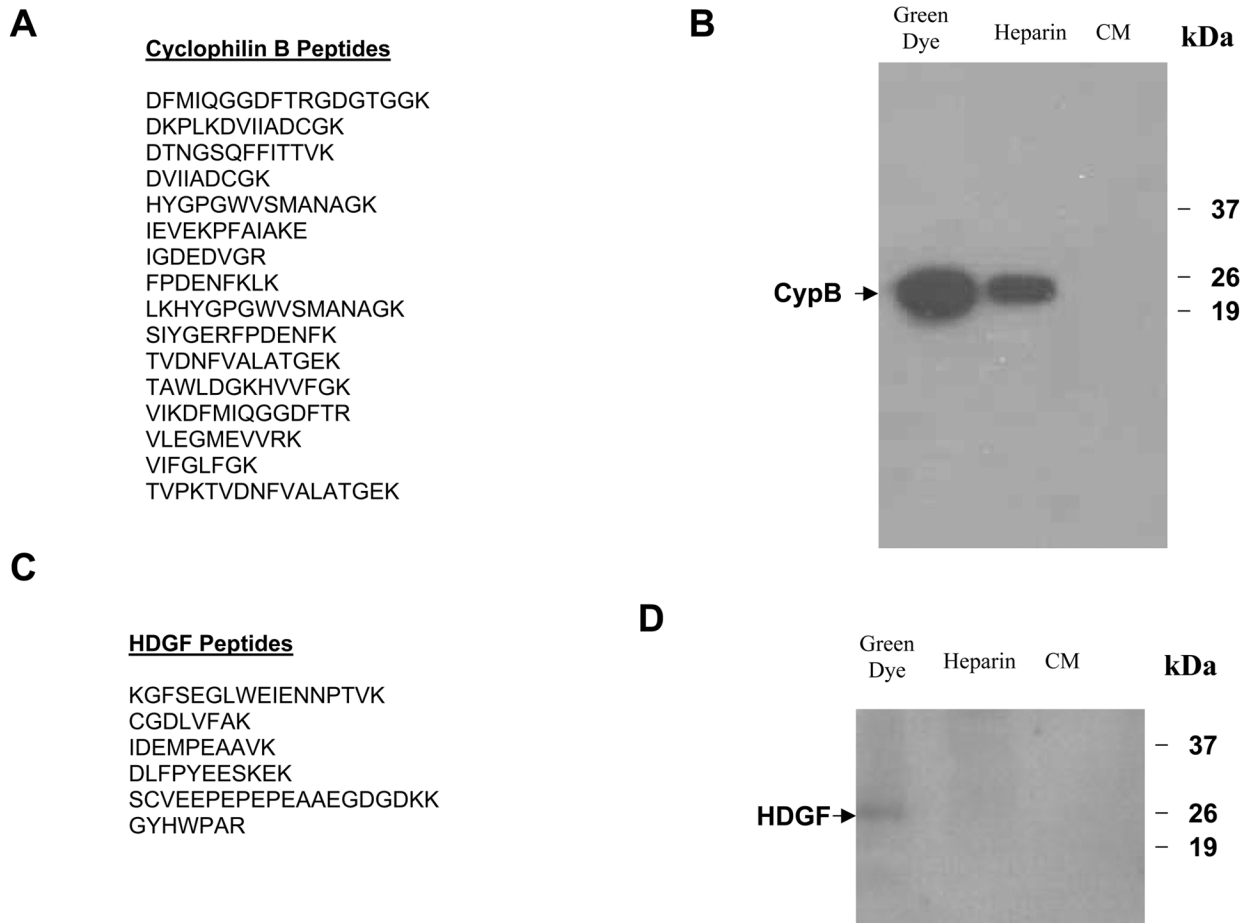 A
Cyclophilin B Peptides
DFMIQGGDFTRGDGTGGK
DKPLKDVIIADCGK
DTNGSQFFITTVK
DVIIADCGK
HYGPGWVSMANAGK
IEVEKPFAIAKE
IGDEDVGR
FPDENFKLK
LKHYGPGWVSMANAGK
SIYGERFPDENFK
TVDNFVALATGEK
TAWLDGKHVVFGK
VIKDFMIQGGDFTR
VLEGMEVVRK
VIFGLFGK
TVPKTVDNFVALATGEK
B
Green
Dye
Heparin
CM
kDa
37
26
CypB
19
C
HDGF Peptides
KGFSEGLWEIENNPTVK
CGDLVFAK
IDEMPEAAVK
DLFPYEESKEK
SCVEEPEPEPEAAEGDGDKK
GYHWPAR
D
Green
Dye
Heparin
CM
kDa
37
26
HDGF
19